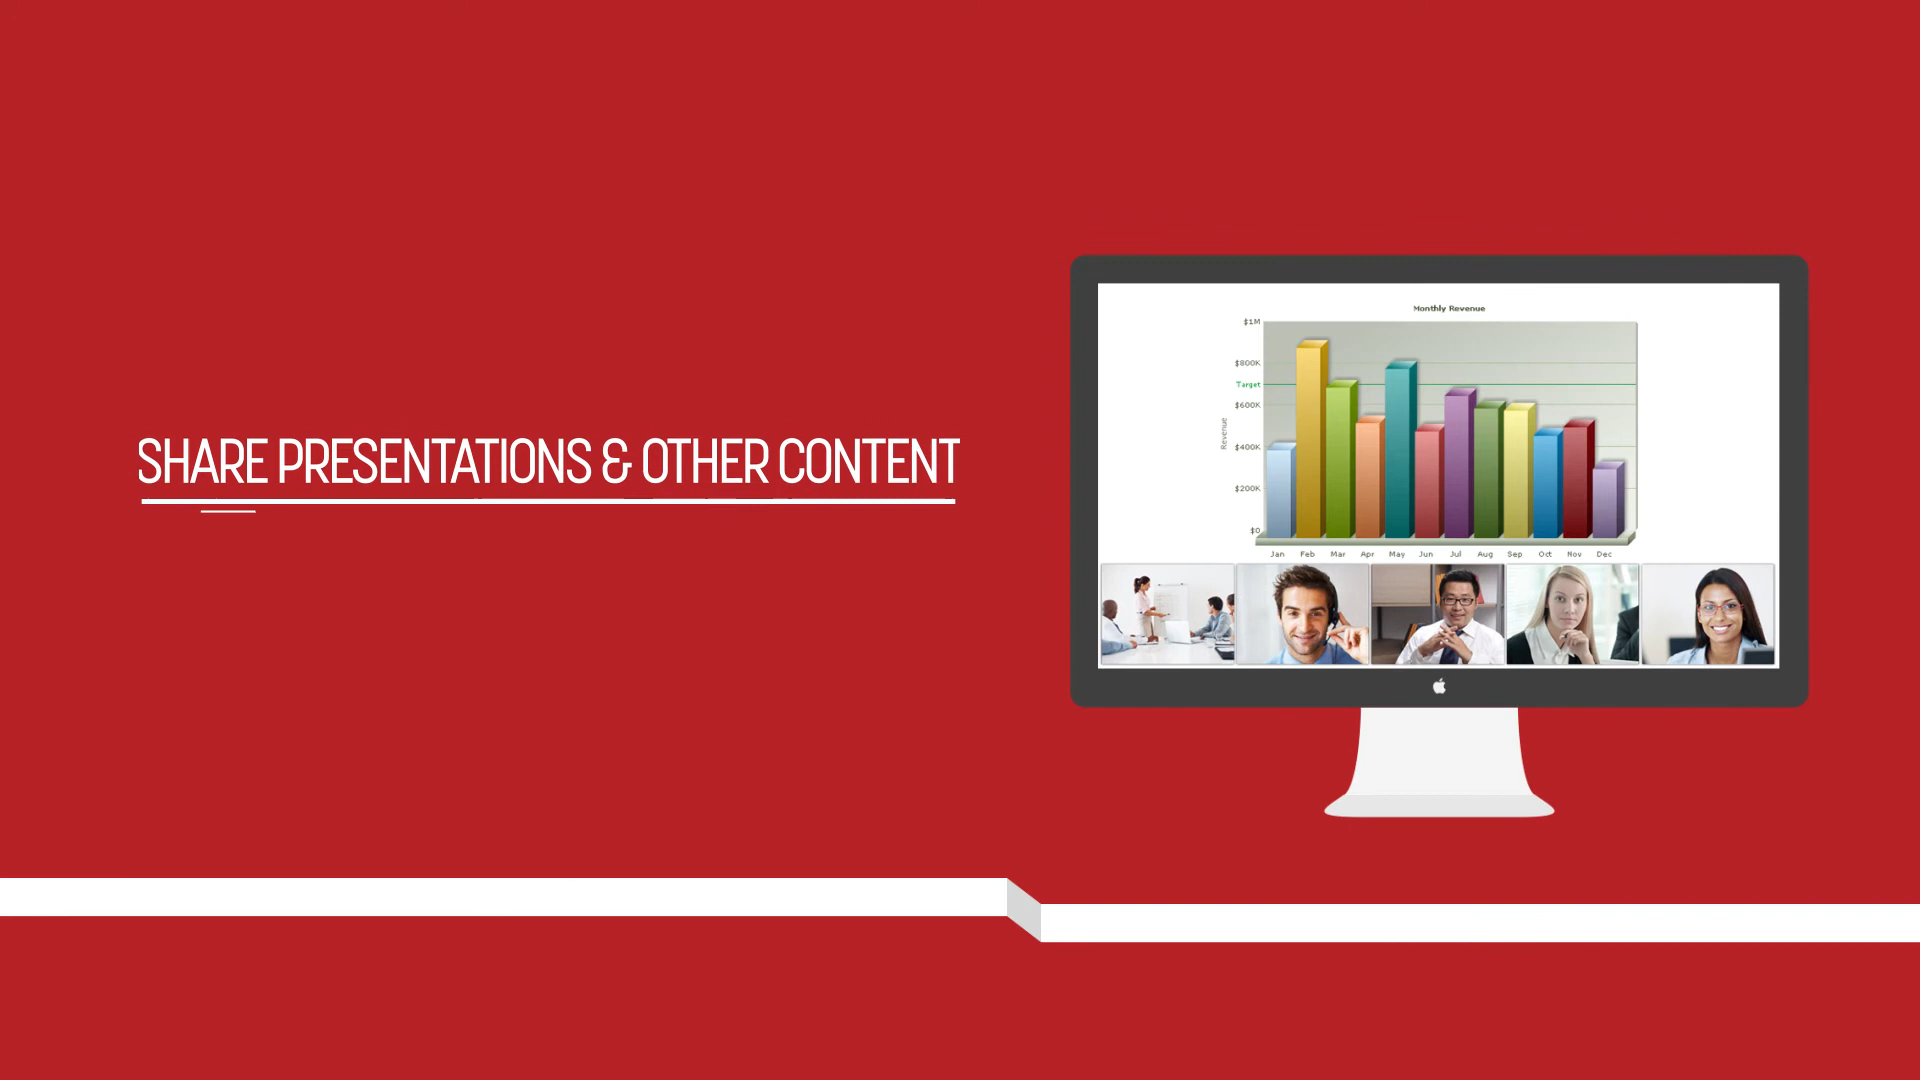 SHARE PRESENTATIONS & OTHER CONTENT
Monthly Revenue
$1M
$800K
Target
$600K
Revenue
$400K
$200K
$0
Jan Feb Mar Apr May Jun Jul Aug Sep Oct Nov Dec